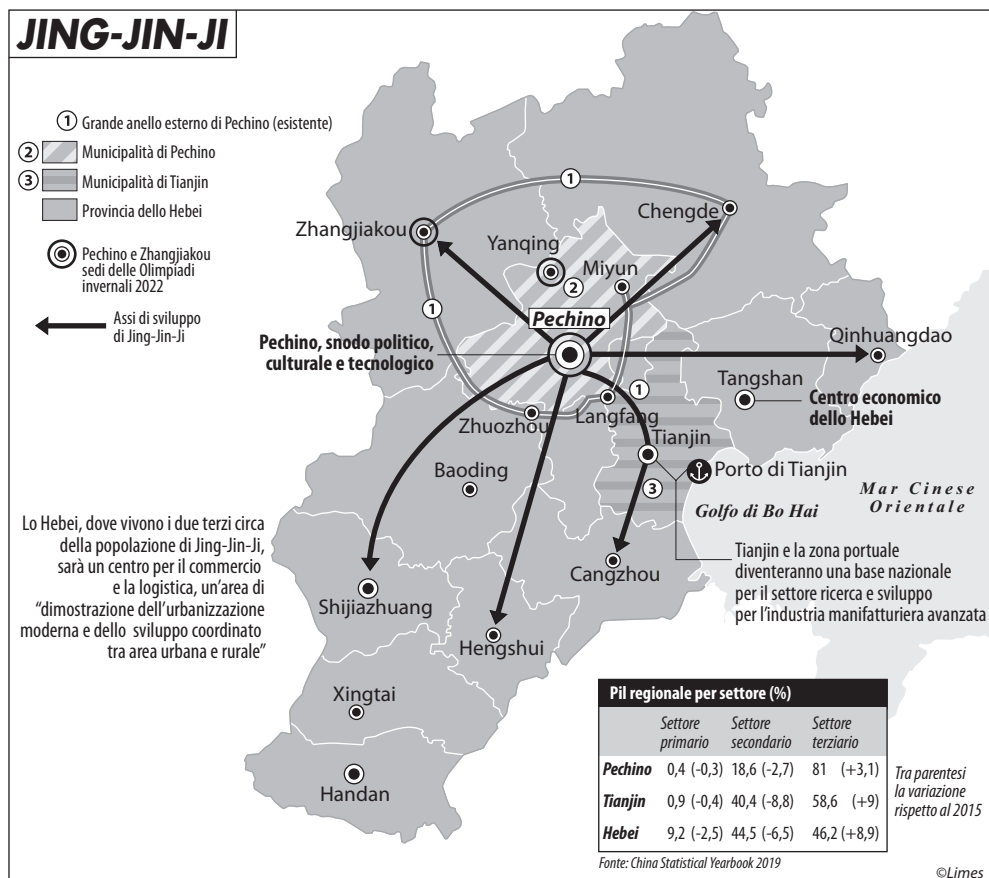 JING-JIN-JI
1 Grande anello esterno di Pechino (esistente)
2 Municipalità di Pechino
3 Municipalità di Tianjin
Provincia dello Hebei
Pechino e Zhangjiakou
sedi delle Olimpiadi
invernali 2022
Assi di sviluppo
di Jing-Jin-Ji
1
Chengde
Zhangjiakou
Yanqing
Miyun
2
1
Pechino
Pechino, snodo politico,
culturale e tecnologico
Qinhuangdao
Tangshan
1
Centro economico
dello Hebei
Langfang
Zhuozhou
Tianjin
Baoding
Porto di Tianjin
3
Mar Cinese
Orientale
Golfo di Bo Hai
Lo Hebei, dove vivono i due terzi circa
della popolazione di Jing-Jin-Ji,
sarà un centro per il commercio
e la logistica, un'area di
“dimostrazione dell'urbanizzazione
moderna e dello sviluppo coordinato
tra area urbana e rurale”
Tianjin e la zona portuale
diventeranno una base nazionale
per il settore ricerca e sviluppo
per l'industria manifatturiera avanzata
Cangzhou
Shijiazhuang
Hengshui
Xingtai
Handan
Pil regionale per settore (%)
Settore primario Settore secondario Settore terziario
Pechino 0,4 (-0,3) 18,6 (-2,7) 81 (+3,1)
Tianjin 0,9 (-0,4) 40,4 (-8,8) 58,6 (+9)
Hebei 9,2 (-2,5) 44,5 (-6,5) 46,2 (+8,9)
Tra parentesi
la variazione
rispetto al 2015
Fonte: China Statistical Yearbook 2019
©Limes